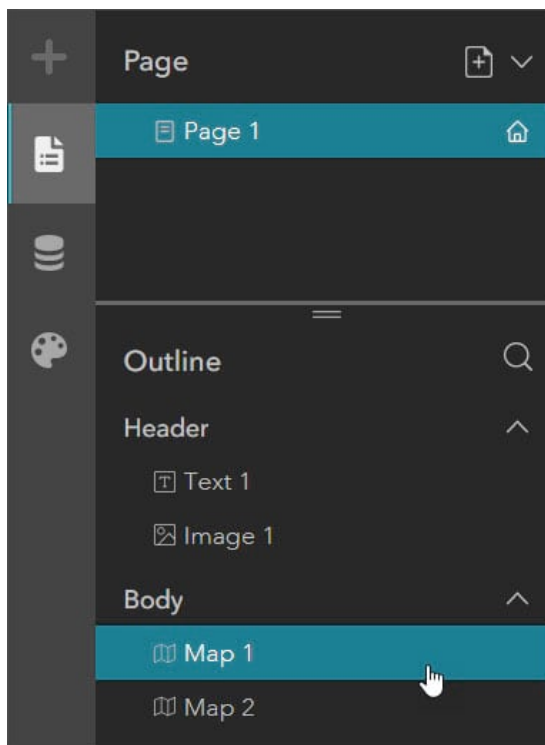 Page
Page 1
Outline
Header
Text 1
Image 1
Body
Map 1
Map 2